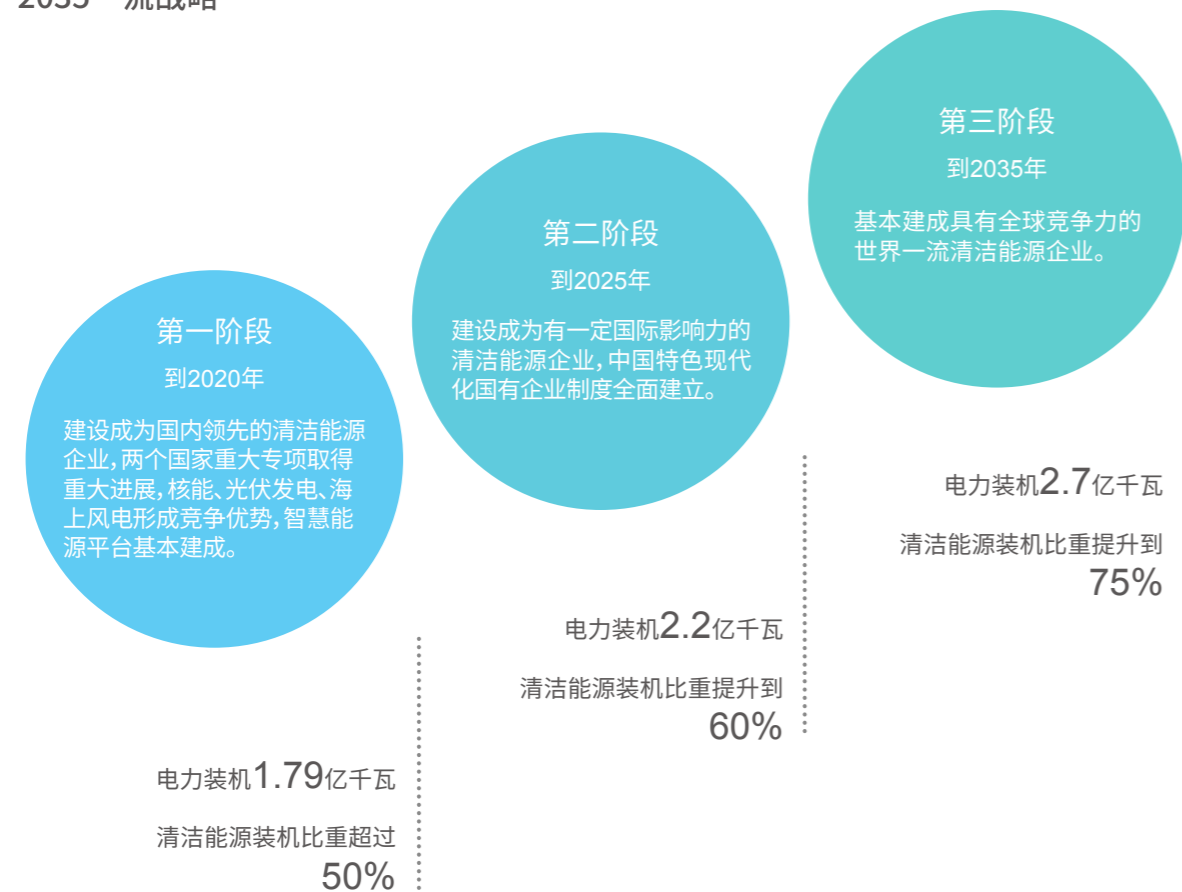 第一阶段
到2020年
建设成为国内领先的清洁能源
企业，两个国家重大专项取得
重大进展，核能、光伏发电、海
上风电形成竞争优势，智慧能
源平台基本建成。
电力装机1.79亿千瓦
清洁能源装机比重超过
50%
第二阶段
到2025年
建设成为有一定国际影响力的
清洁能源企业，中国特色现代
化国有企业制度全面建立。
电力装机2.2亿千瓦
清洁能源装机比重提升到
60%
第三阶段
到2035年
基本建成具有全球竞争力的
世界一流清洁能源企业。
电力装机2.7亿千瓦
清洁能源装机比重提升到
75%